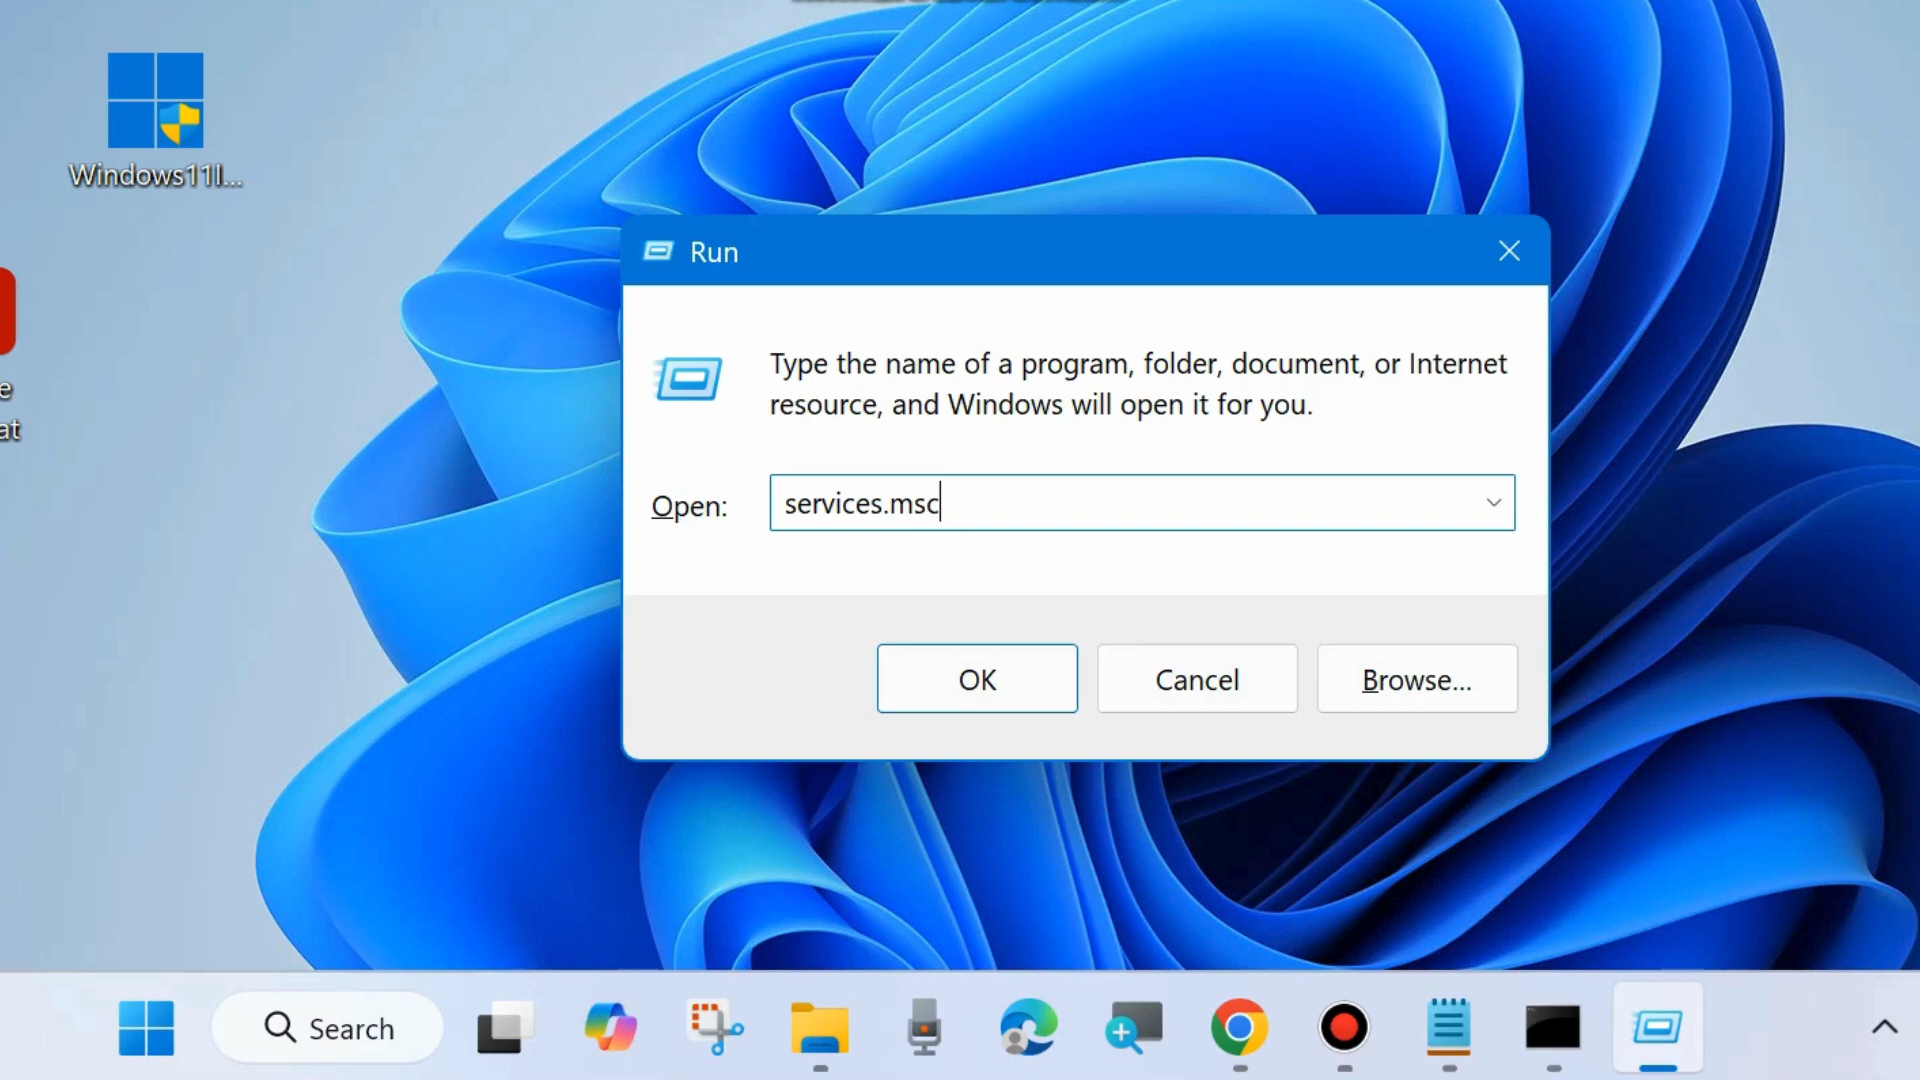 Windows11I...
e
at
Run
Type the name of a program, folder, document, or Internet
resource, and Windows will open it for you.
Open:
services.msc
OK
Cancel
Browse...
Search